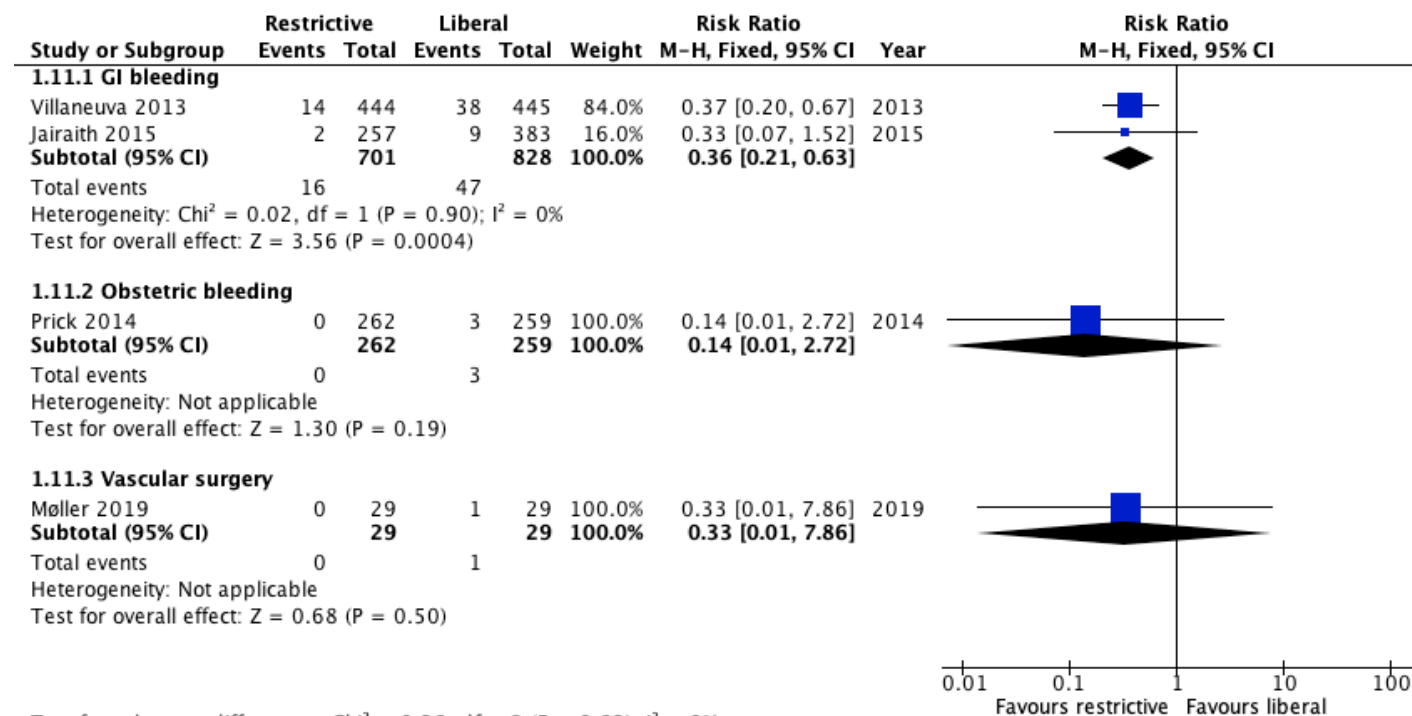 Restrictive Liberal Risk Ratio Risk Ratio
Study or Subgroup Events Total Events Total Weight M-H, Fixed, 95% CI Year M-H, Fixed, 95% CI
1.11.1 GI bleeding
Villaneuva 2013 14 444 38 445 84.0% 0.37 [0.20, 0.67] 2013
Jairaith 2015 2 257 9 383 16.0% 0.33 [0.07, 1.52] 2015
Subtotal (95% CI) 701 828 100.0% 0.36 [0.21, 0.63]
Total events 16 47
Heterogeneity: Chi² = 0.02, df = 1 (P = 0.90); I² = 0%
Test for overall effect: Z = 3.56 (P = 0.0004)
1.11.2 Obstetric bleeding
Prick 2014 0 262 3 259 100.0% 0.14 [0.01, 2.72] 2014
Subtotal (95% CI) 262 259 100.0% 0.14 [0.01, 2.72]
Total events 0 3
Heterogeneity: Not applicable
Test for overall effect: Z = 1.30 (P = 0.19)
1.11.3 Vascular surgery
Møller 2019 0 29 1 29 100.0% 0.33 [0.01, 7.86] 2019
Subtotal (95% CI) 29 29 100.0% 0.33 [0.01, 7.86]
Total events 0 1
Heterogeneity: Not applicable
Test for overall effect: Z = 0.68 (P = 0.50)
0.01 0.1 1 10 100
Favours restrictive Favours liberal